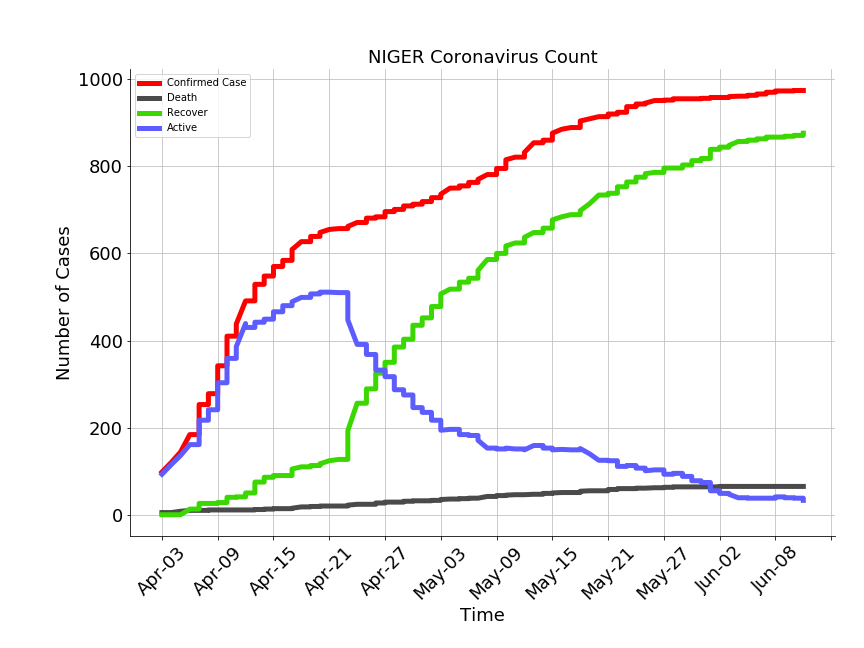 NIGER Coronavirus Count
Confirmed Case
Death
Recover
Active
Number of Cases
1000
800
600
400
200
0
Apr-03
Apr-09
Apr-15
Apr-21
Apr-27
May-03
May-09
May-15
May-21
May-27
Jun-02
Jun-08
Time